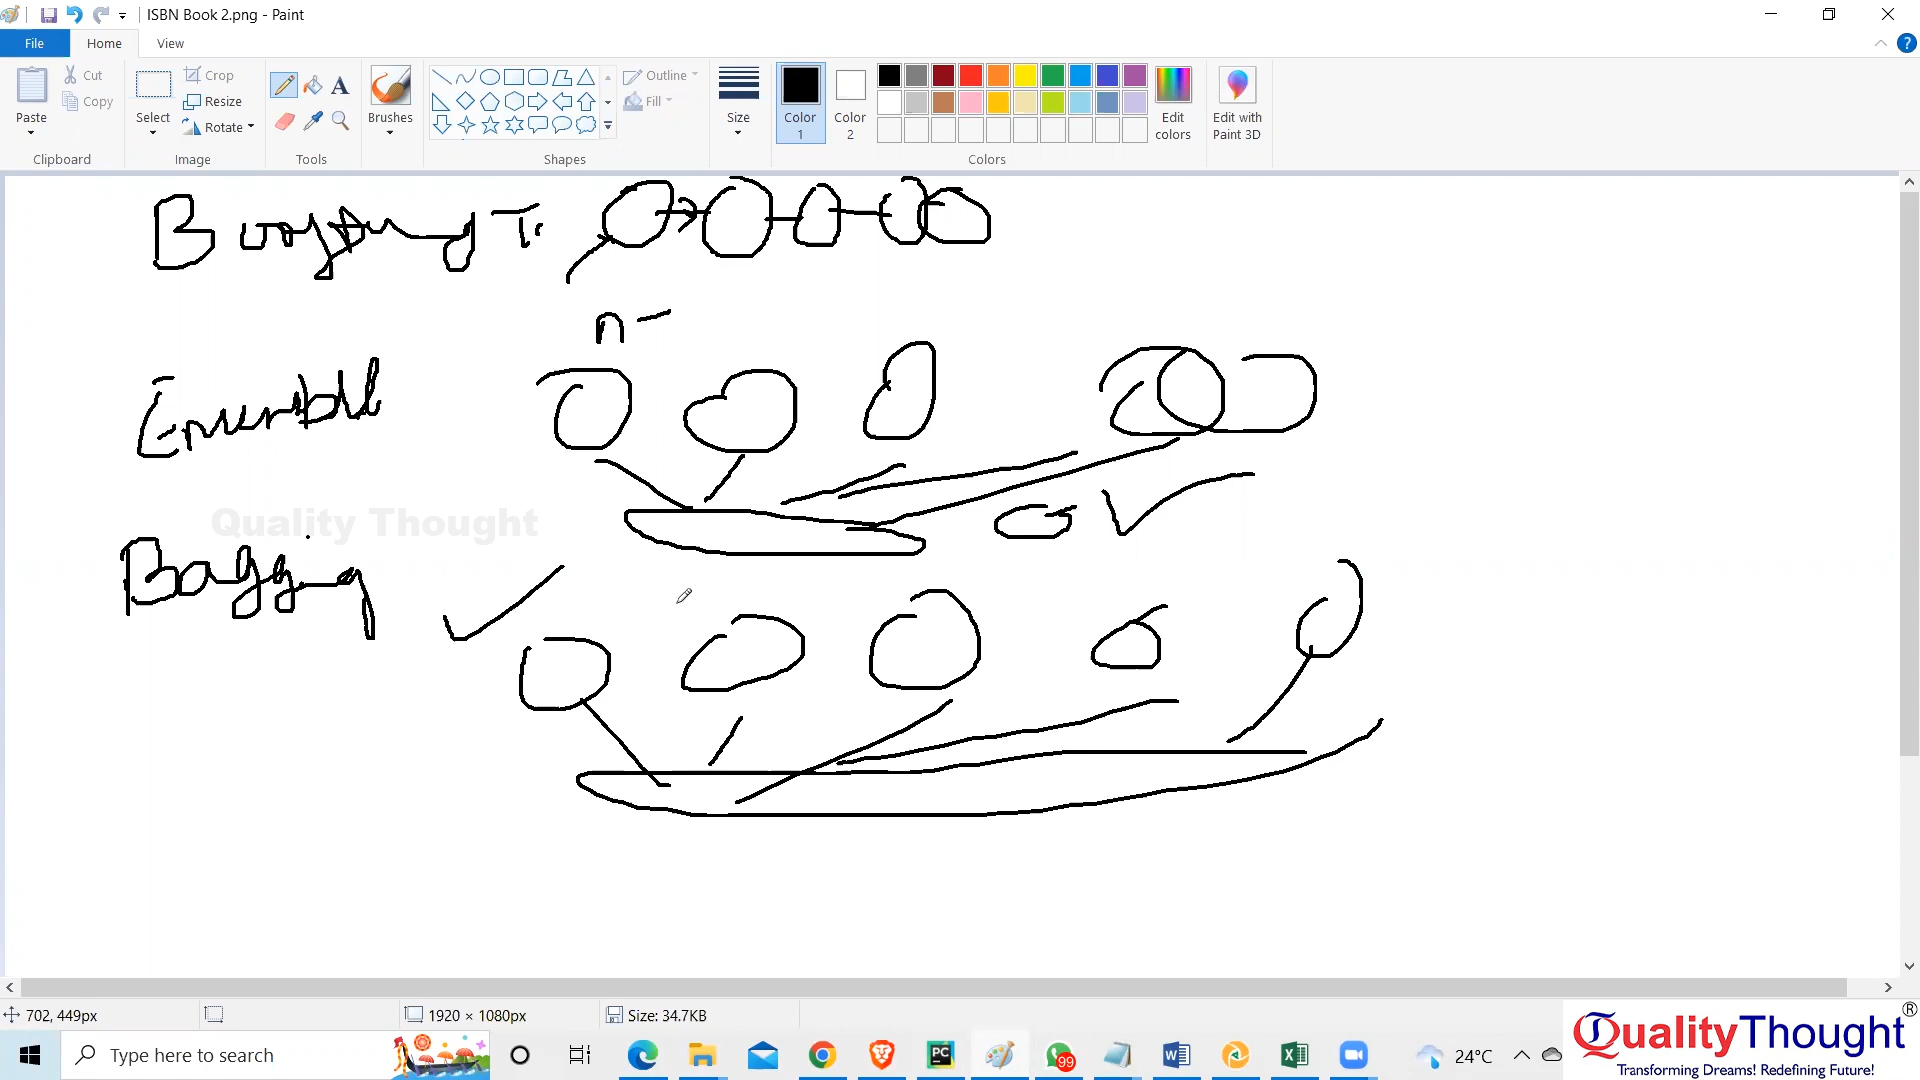 ISBN Book 2.png - Paint
File Home View
Cut
Copy
Paste
Clipboard
Crop
Resize
Rotate
Select
Image
Tools
Brushes
Outline
Fill
Shapes
Size
Color 1
Color 2
Edit colors
Colors
Edit with Paint 3D
n -
Ensemble
Quality Thought
Bagging
702, 449px
1920 × 1080px
Size: 34.7KB
Type here to search
PC
99
24°C
QualityThought®
Transforming Dreams! Redefining Future!